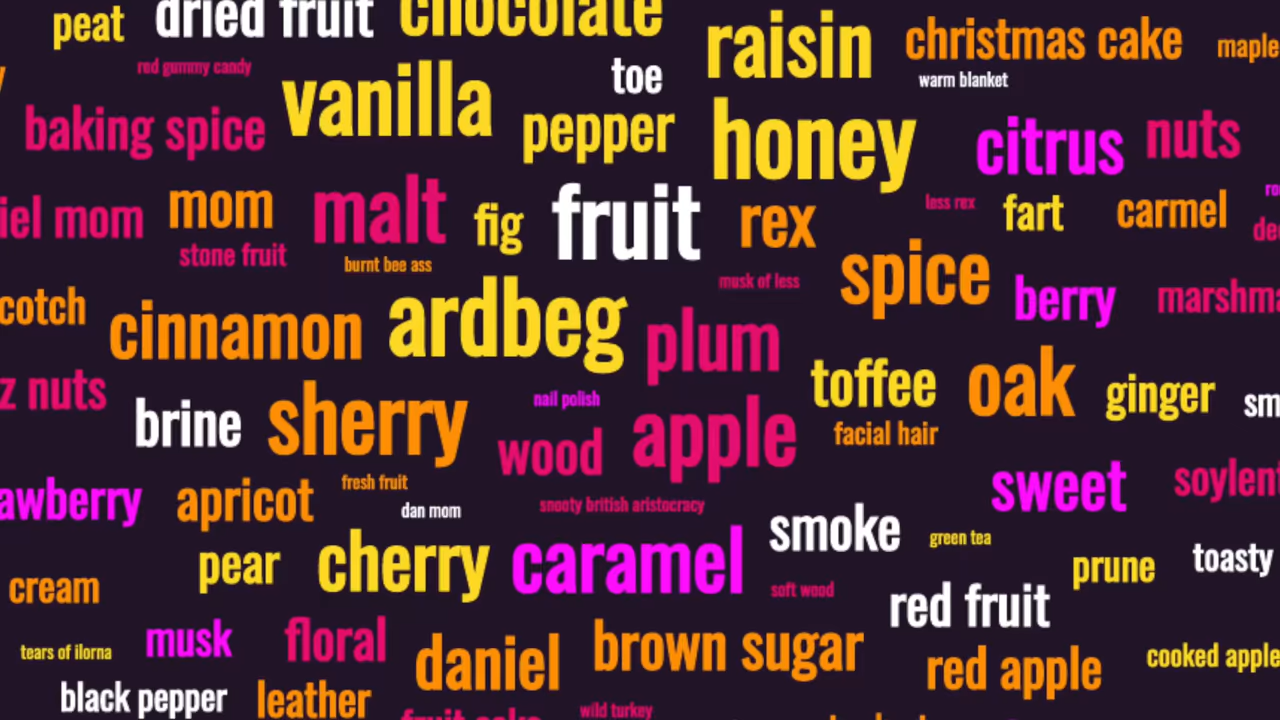 peat dried fruit chocolate raisin christmas cake maple
red gummy candy vanilla toe warm blanket
baking spice pepper honey citrus nuts
iel mom mom malt fig fruit rex less rex fart carmel
stone fruit burnt bee ass musk of less spice berry marshma
cotch cinnamon ardbeg plum
z nuts brine sherry nail polish toffee oak ginger sm
wood apple facial hair
awberry apricot fresh fruit dan mom snooty british aristocracy sweet soylent
pear cherry caramel smoke green tea prune toasty
cream soft wood red fruit
tears of ilorna musk floral daniel brown sugar red apple cooked apple
black pepper leather wild turkey